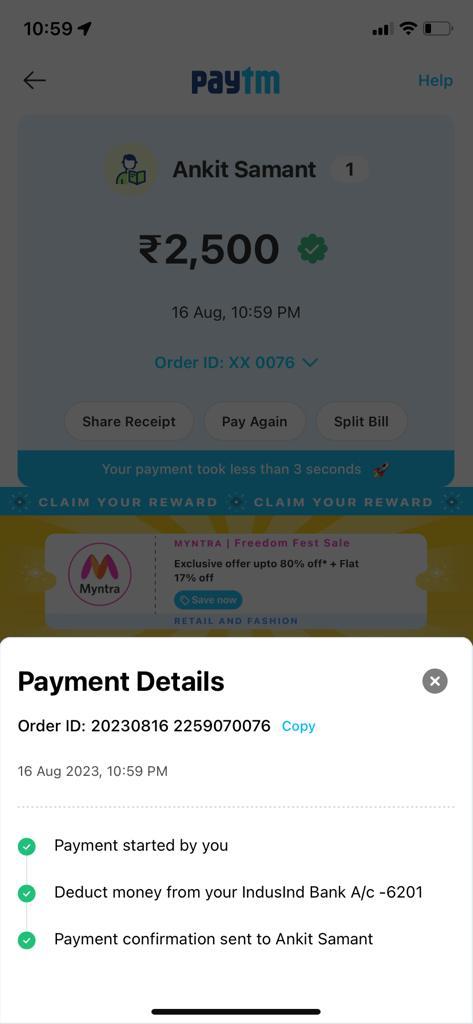 10:59
paytm
Help
Ankit Samant 1
₹2,500
16 Aug, 10:59 PM
Order ID: XX 0076
Share Receipt
Pay Again
Split Bill
Your payment took less than 3 seconds
CLAIM YOUR REWARD CLAIM YOUR REWARD
MYNTRA | Freedom Fest Sale
Exclusive offer upto 80% off* + Flat
17% off
Myntra
Save now
RETAIL AND FASHION
Payment Details
Order ID: 20230816 2259070076 Copy
16 Aug 2023, 10:59 PM
Payment started by you
Deduct money from your IndusInd Bank A/c -6201
Payment confirmation sent to Ankit Samant